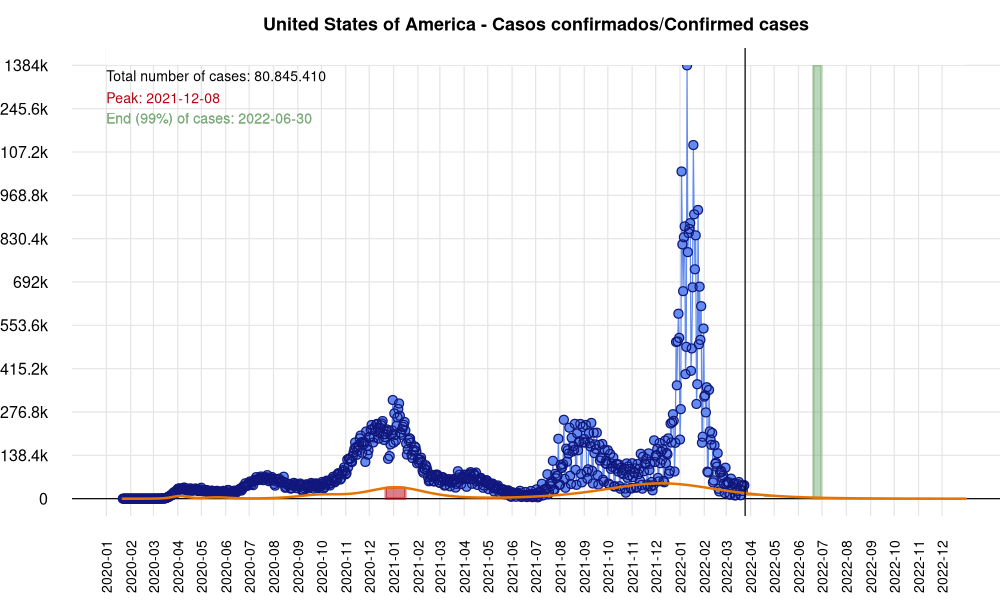 United States of America - Casos confirmados/Confirmed cases
Total number of cases: 80.845.410
Peak: 2021-12-08
End (99%) of cases: 2022-06-30
1384k
245.6k
107.2k
968.8k
830.4k
692k
553.6k
415.2k
276.8k
138.4k
0
2020-01
2020-02
2020-03
2020-04
2020-05
2020-06
2020-07
2020-08
2020-09
2020-10
2020-11
2020-12
2021-01
2021-02
2021-03
2021-04
2021-05
2021-06
2021-07
2021-08
2021-09
2021-10
2021-11
2021-12
2022-01
2022-02
2022-04
2022-05
2022-06
2022-07
2022-08
2022-09
2022-10
2022-11
2022-12